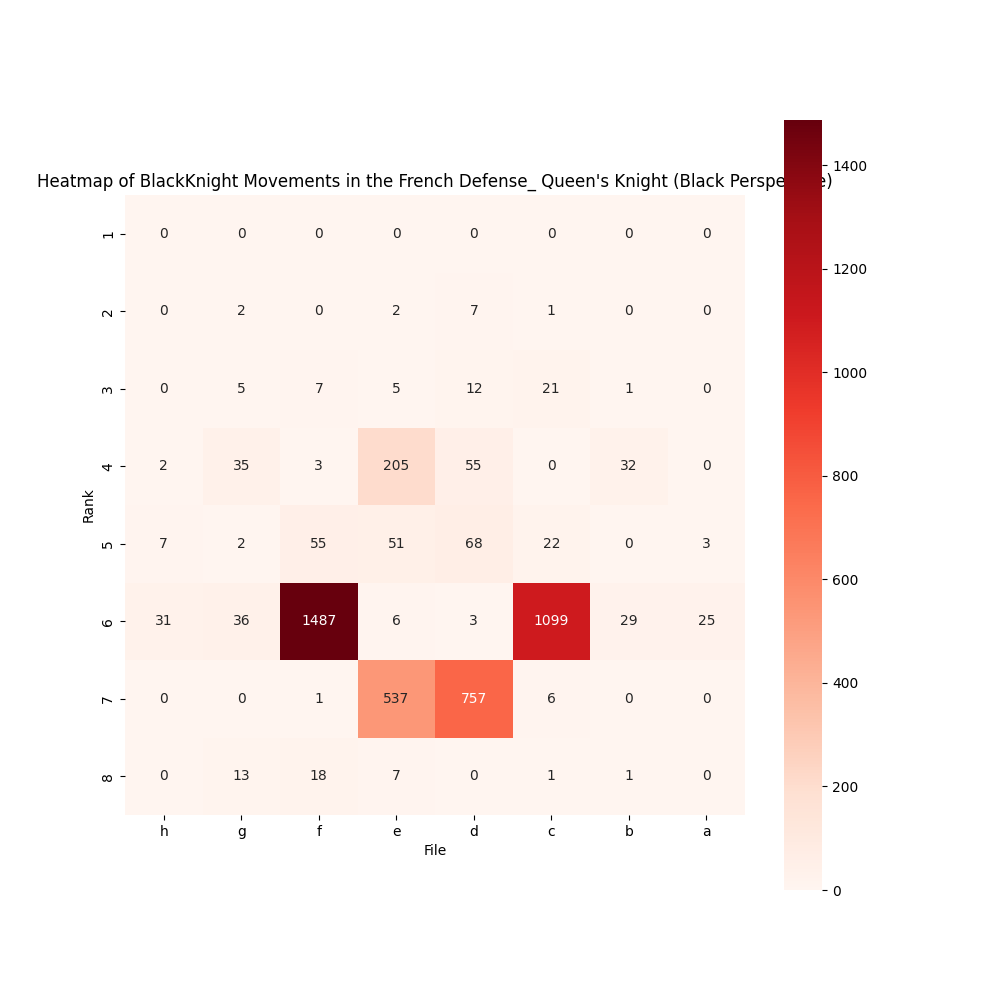 Heatmap of BlackKnight Movements in the French Defense_ Queen's Knight (Black Perspective)
1400
1 0 0 0 0 0 0 0 0
1200
2 0 2 0 2 7 1 0 0
3 0 5 7 5 12 21 1 0
1000
4 2 35 3 205 55 0 32 0
Rank
800
5 7 2 55 51 68 22 0 3
600
6 31 36 1487 6 3 1099 29 25
400
7 0 0 1 537 757 6 0 0
8 0 13 18 7 0 1 1 0
200
h g f e d c b a
File
0